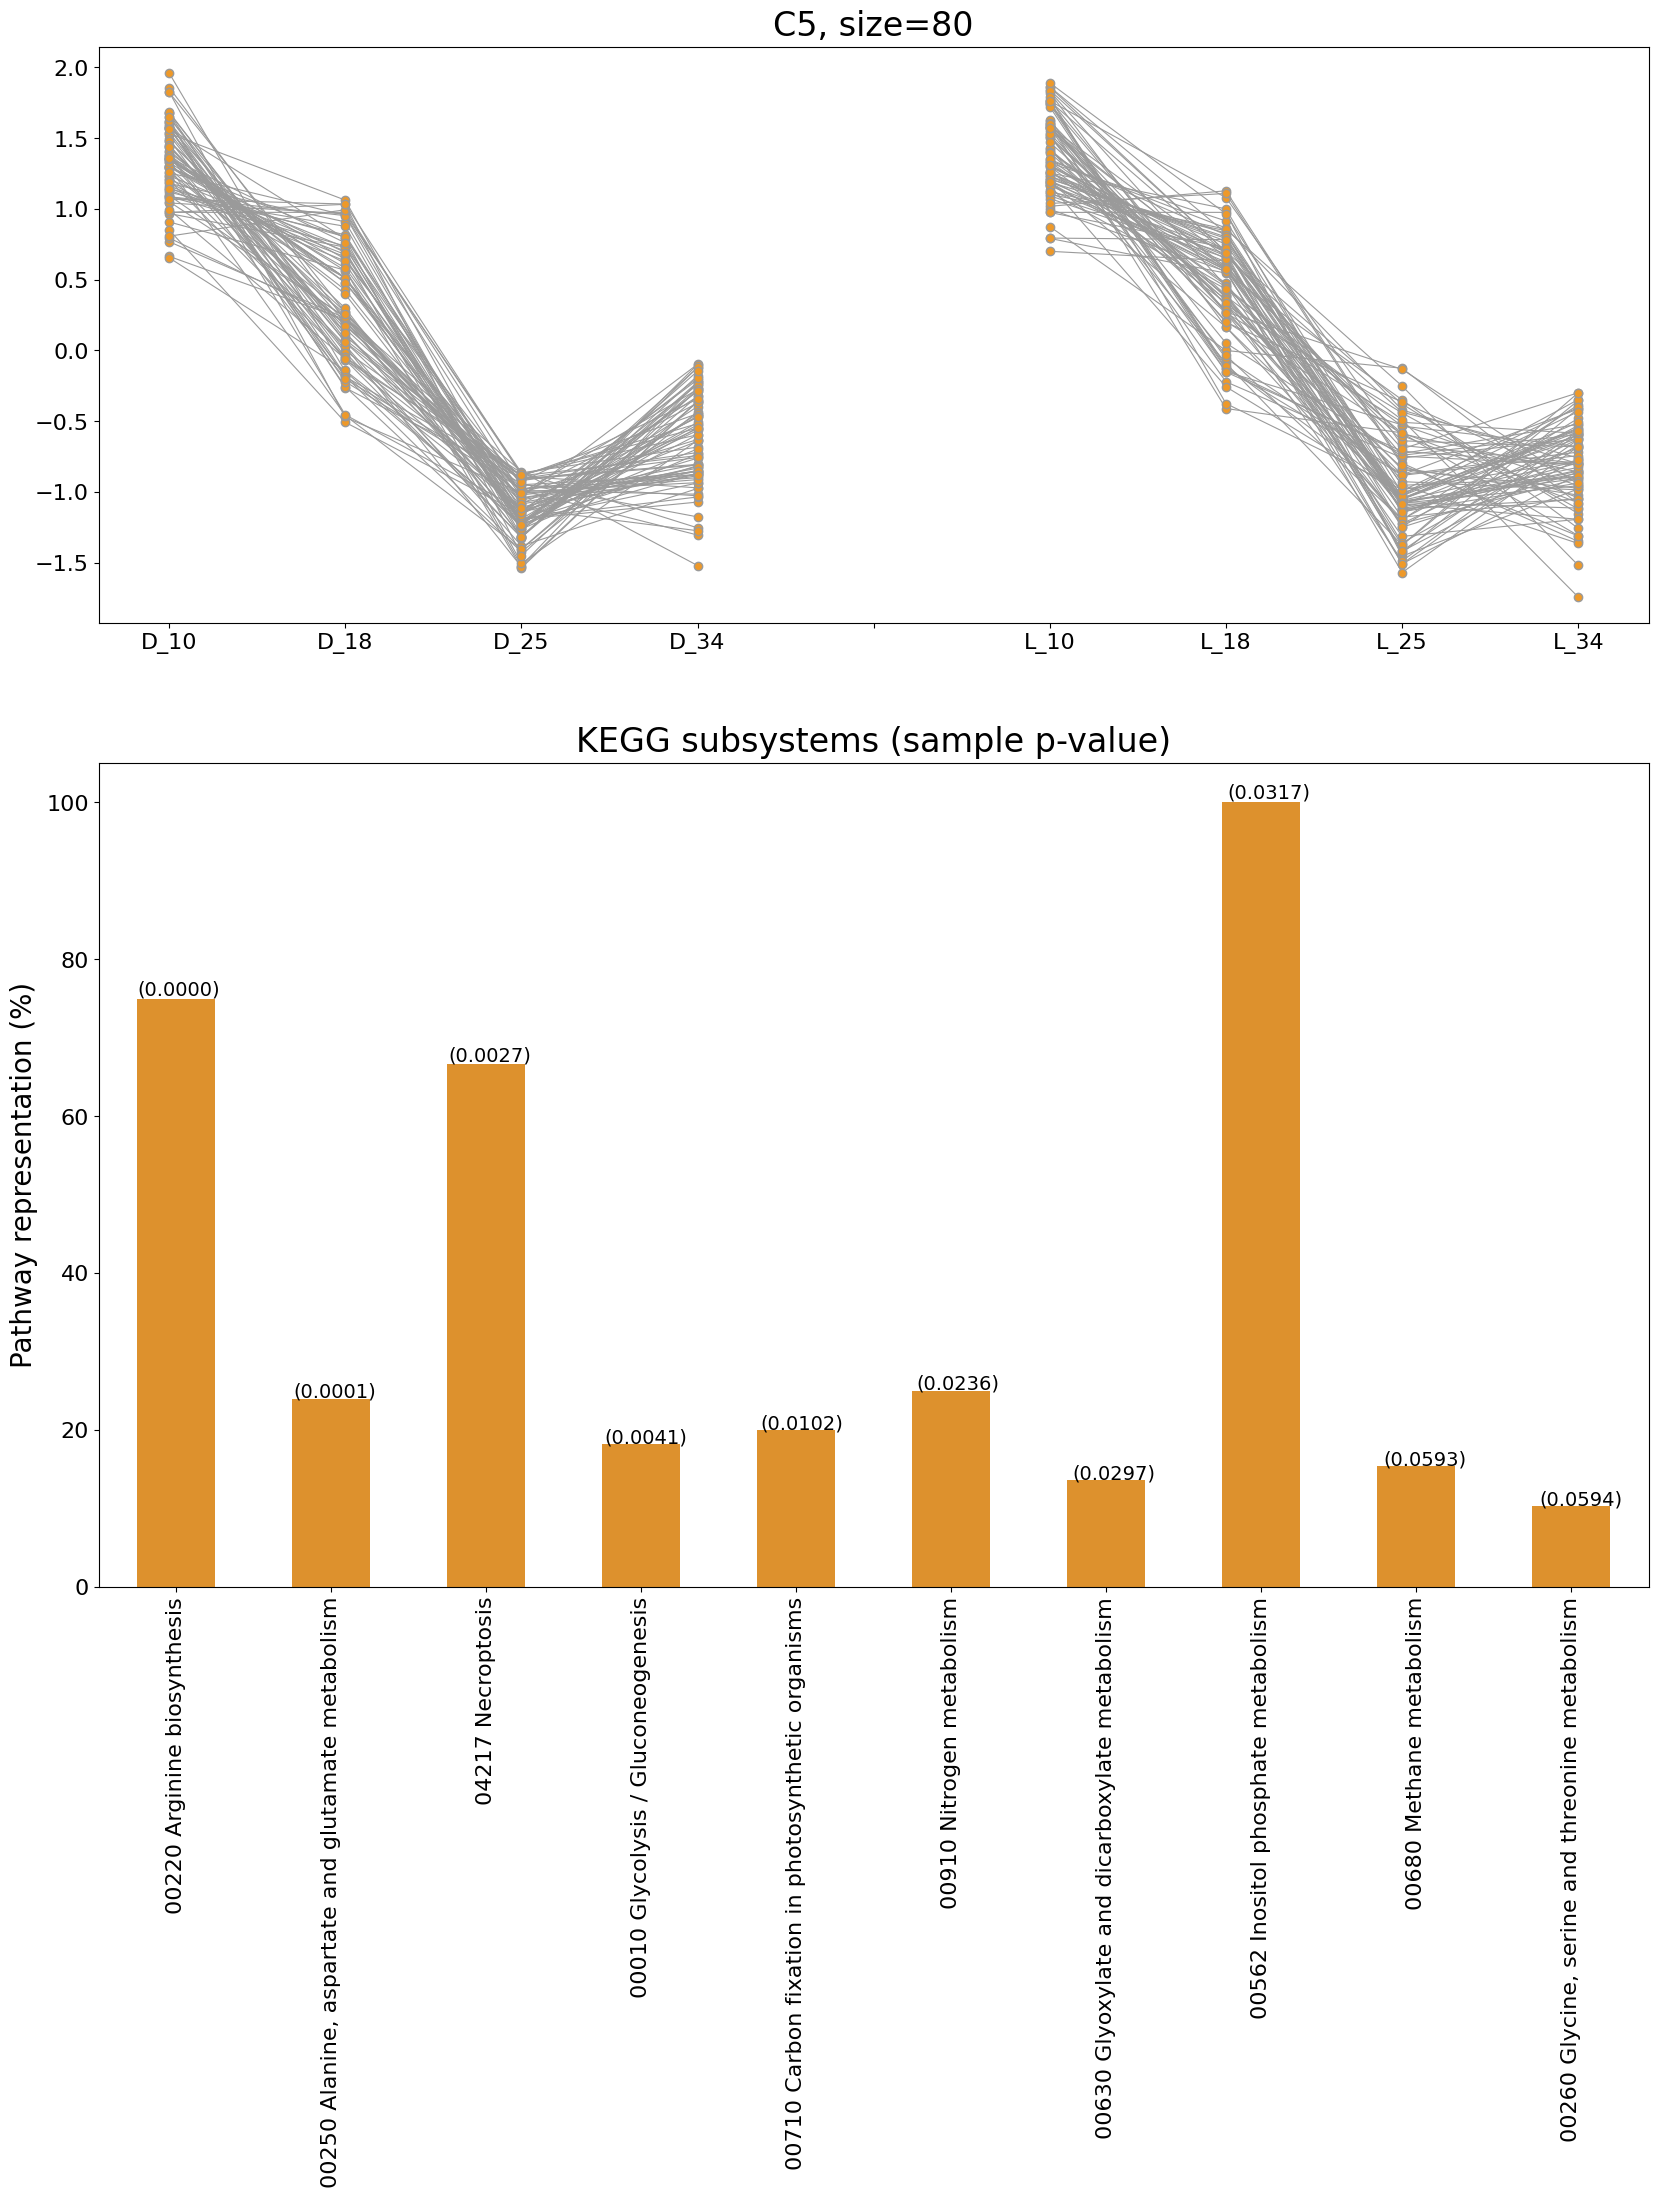 C5, size=80
2.0
1.5
1.0
0.5
0.0
−0.5
−1.0
−1.5
D_10 D_18 D_25 D_34 L_10 L_18 L_25 L_34
KEGG subsystems (sample p-value)
Pathway representation (%)
100
80
60
40
20
0
(0.0000)
(0.0001)
(0.0027)
(0.0041)
(0.0102)
(0.0236)
(0.0297)
(0.0317)
(0.0593)
(0.0594)
00220 Arginine biosynthesis
00250 Alanine, aspartate and glutamate metabolism
04217 Necroptosis
00010 Glycolysis / Gluconeogenesis
00710 Carbon fixation in photosynthetic organisms
00910 Nitrogen metabolism
00630 Glyoxylate and dicarboxylate metabolism
00562 Inositol phosphate metabolism
00680 Methane metabolism
00260 Glycine, serine and threonine metabolism